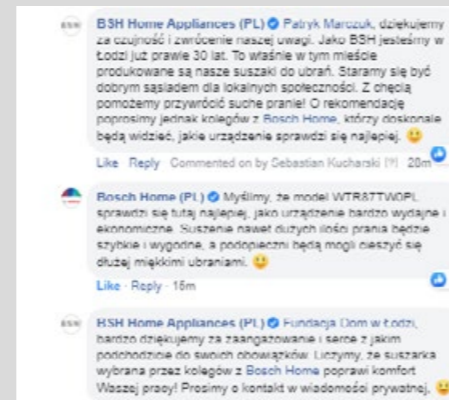 BSH Home Appliances (PL) Patryk Marczuk, dziękujemy
za czujność i zwrócenie naszej uwagi. Jako BSH jesteśmy w
Łodzi już prawie 30 lat. To właśnie w tym mieście
produkowane są nasze suszarki do ubrań. Staramy się być
dobrym sąsiadem dla lokalnych społeczności. Z chęcią
pomożemy przywrócić suche pranie! O rekomendację
poprosimy jednak kolegów z Bosch Home, którzy doskonale
będą widzieć, jakie urządzenie sprawdzi się najlepiej. 🙂
Like · Reply · Commented on by Sebastian Kucharski [?] · 28m
Bosch Home (PL) Myślimy, że model WTR87TW0PL
sprawdzi się tutaj najlepiej, jako urządzenie bardzo wydajne i
ekonomiczne. Suszenie nawet dużych ilości prania będzie
szybkie i wygodne, a podopieczni będą mogli cieszyć się
dłużej miękkimi ubraniami. 🙂
Like · Reply · 15m
BSH
BSH Home Appliances (PL) Fundacja Dom w Łodzi,
bardzo dziękujemy za zaangażowanie i serce z jakim
podchodzicie do swoich obowiązków. Liczymy, że suszarka
wybrana przez kolegów z Bosch Home poprawi komfort
Waszej pracy! Prosimy o kontakt w wiadomości prywatnej, 🙂